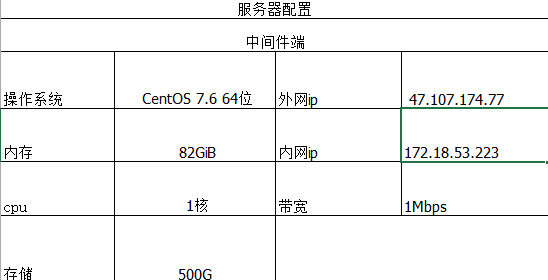 服务器配置
中间件端
操作系统 CentOS 7.6 64位 外网ip 47.107.174.77
内存 82GiB 内网ip 172.18.53.223
cpu 1核 带宽 1Mbps
存储 500G